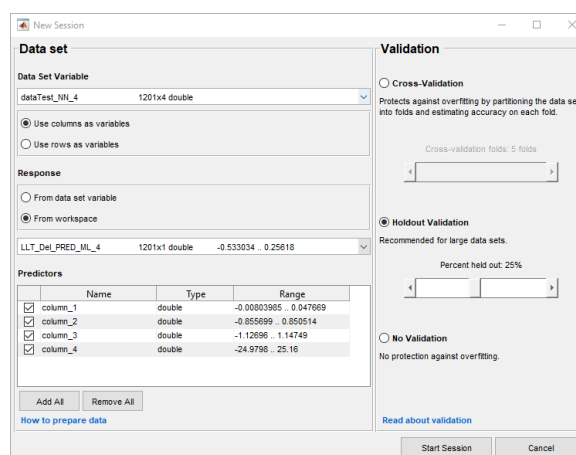 New Session
Data set
Data Set Variable
dataTest_NN_4 1201x4 double
Use columns as variables
Use rows as variables
Response
From data set variable
From workspace
LLT_Del_PRED_ML_4 1201x1 double -0.533034 .. 0.25618
Predictors
Name Type Range
column_1 double -0.00803985 .. 0.047669
column_2 double -0.855699 .. 0.850514
column_3 double -1.12696 .. 1.14749
column_4 double -24.9798 .. 25.16
Add All Remove All
How to prepare data
Validation
Cross-Validation
Protects against overfitting by partitioning the data se
into folds and estimating accuracy on each fold.
Cross-validation folds: 5 folds
Holdout Validation
Recommended for large data sets.
Percent held out: 25%
No Validation
No protection against overfitting.
Read about validation
Start Session Cancel